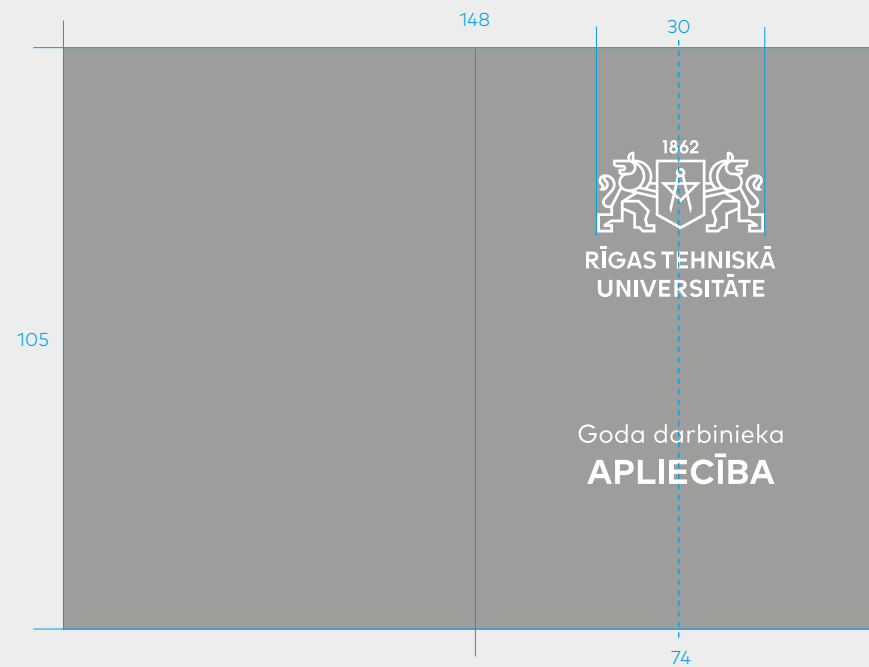 148
30
1862
RĪGAS TEHNISKĀ
UNIVERSITĀTE
105
Goda darbinieka
APLIECĪBA
74